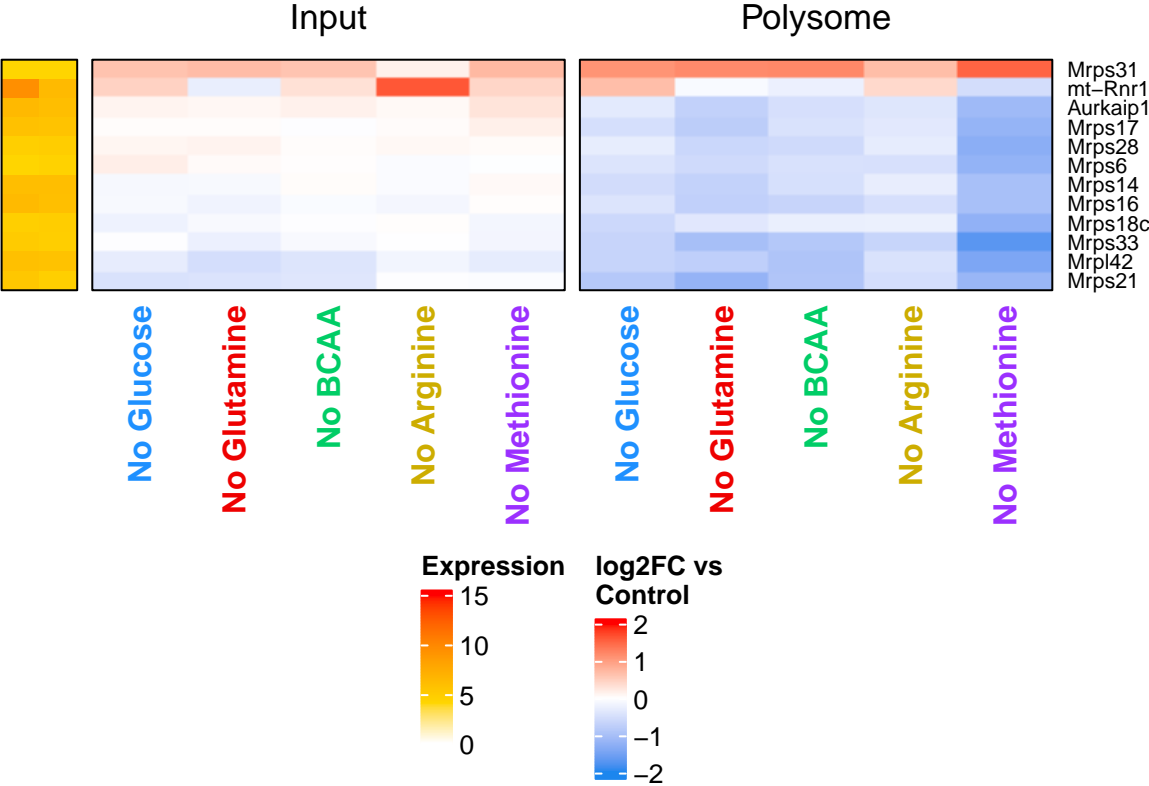 Input
Polysome
Mrps31
mt−Rnr1
Aurkaip1
Mrps17
Mrps28
Mrps6
Mrps14
Mrps16
Mrps18c
Mrps33
Mrpl42
Mrps21
No Glucose
No Glutamine
No BCAA
No Arginine
No Methionine
No Glucose
No Glutamine
No BCAA
No Arginine
No Methionine
Expression
15
10
5
0
log2FC vs
Control
2
1
0
−1
−2